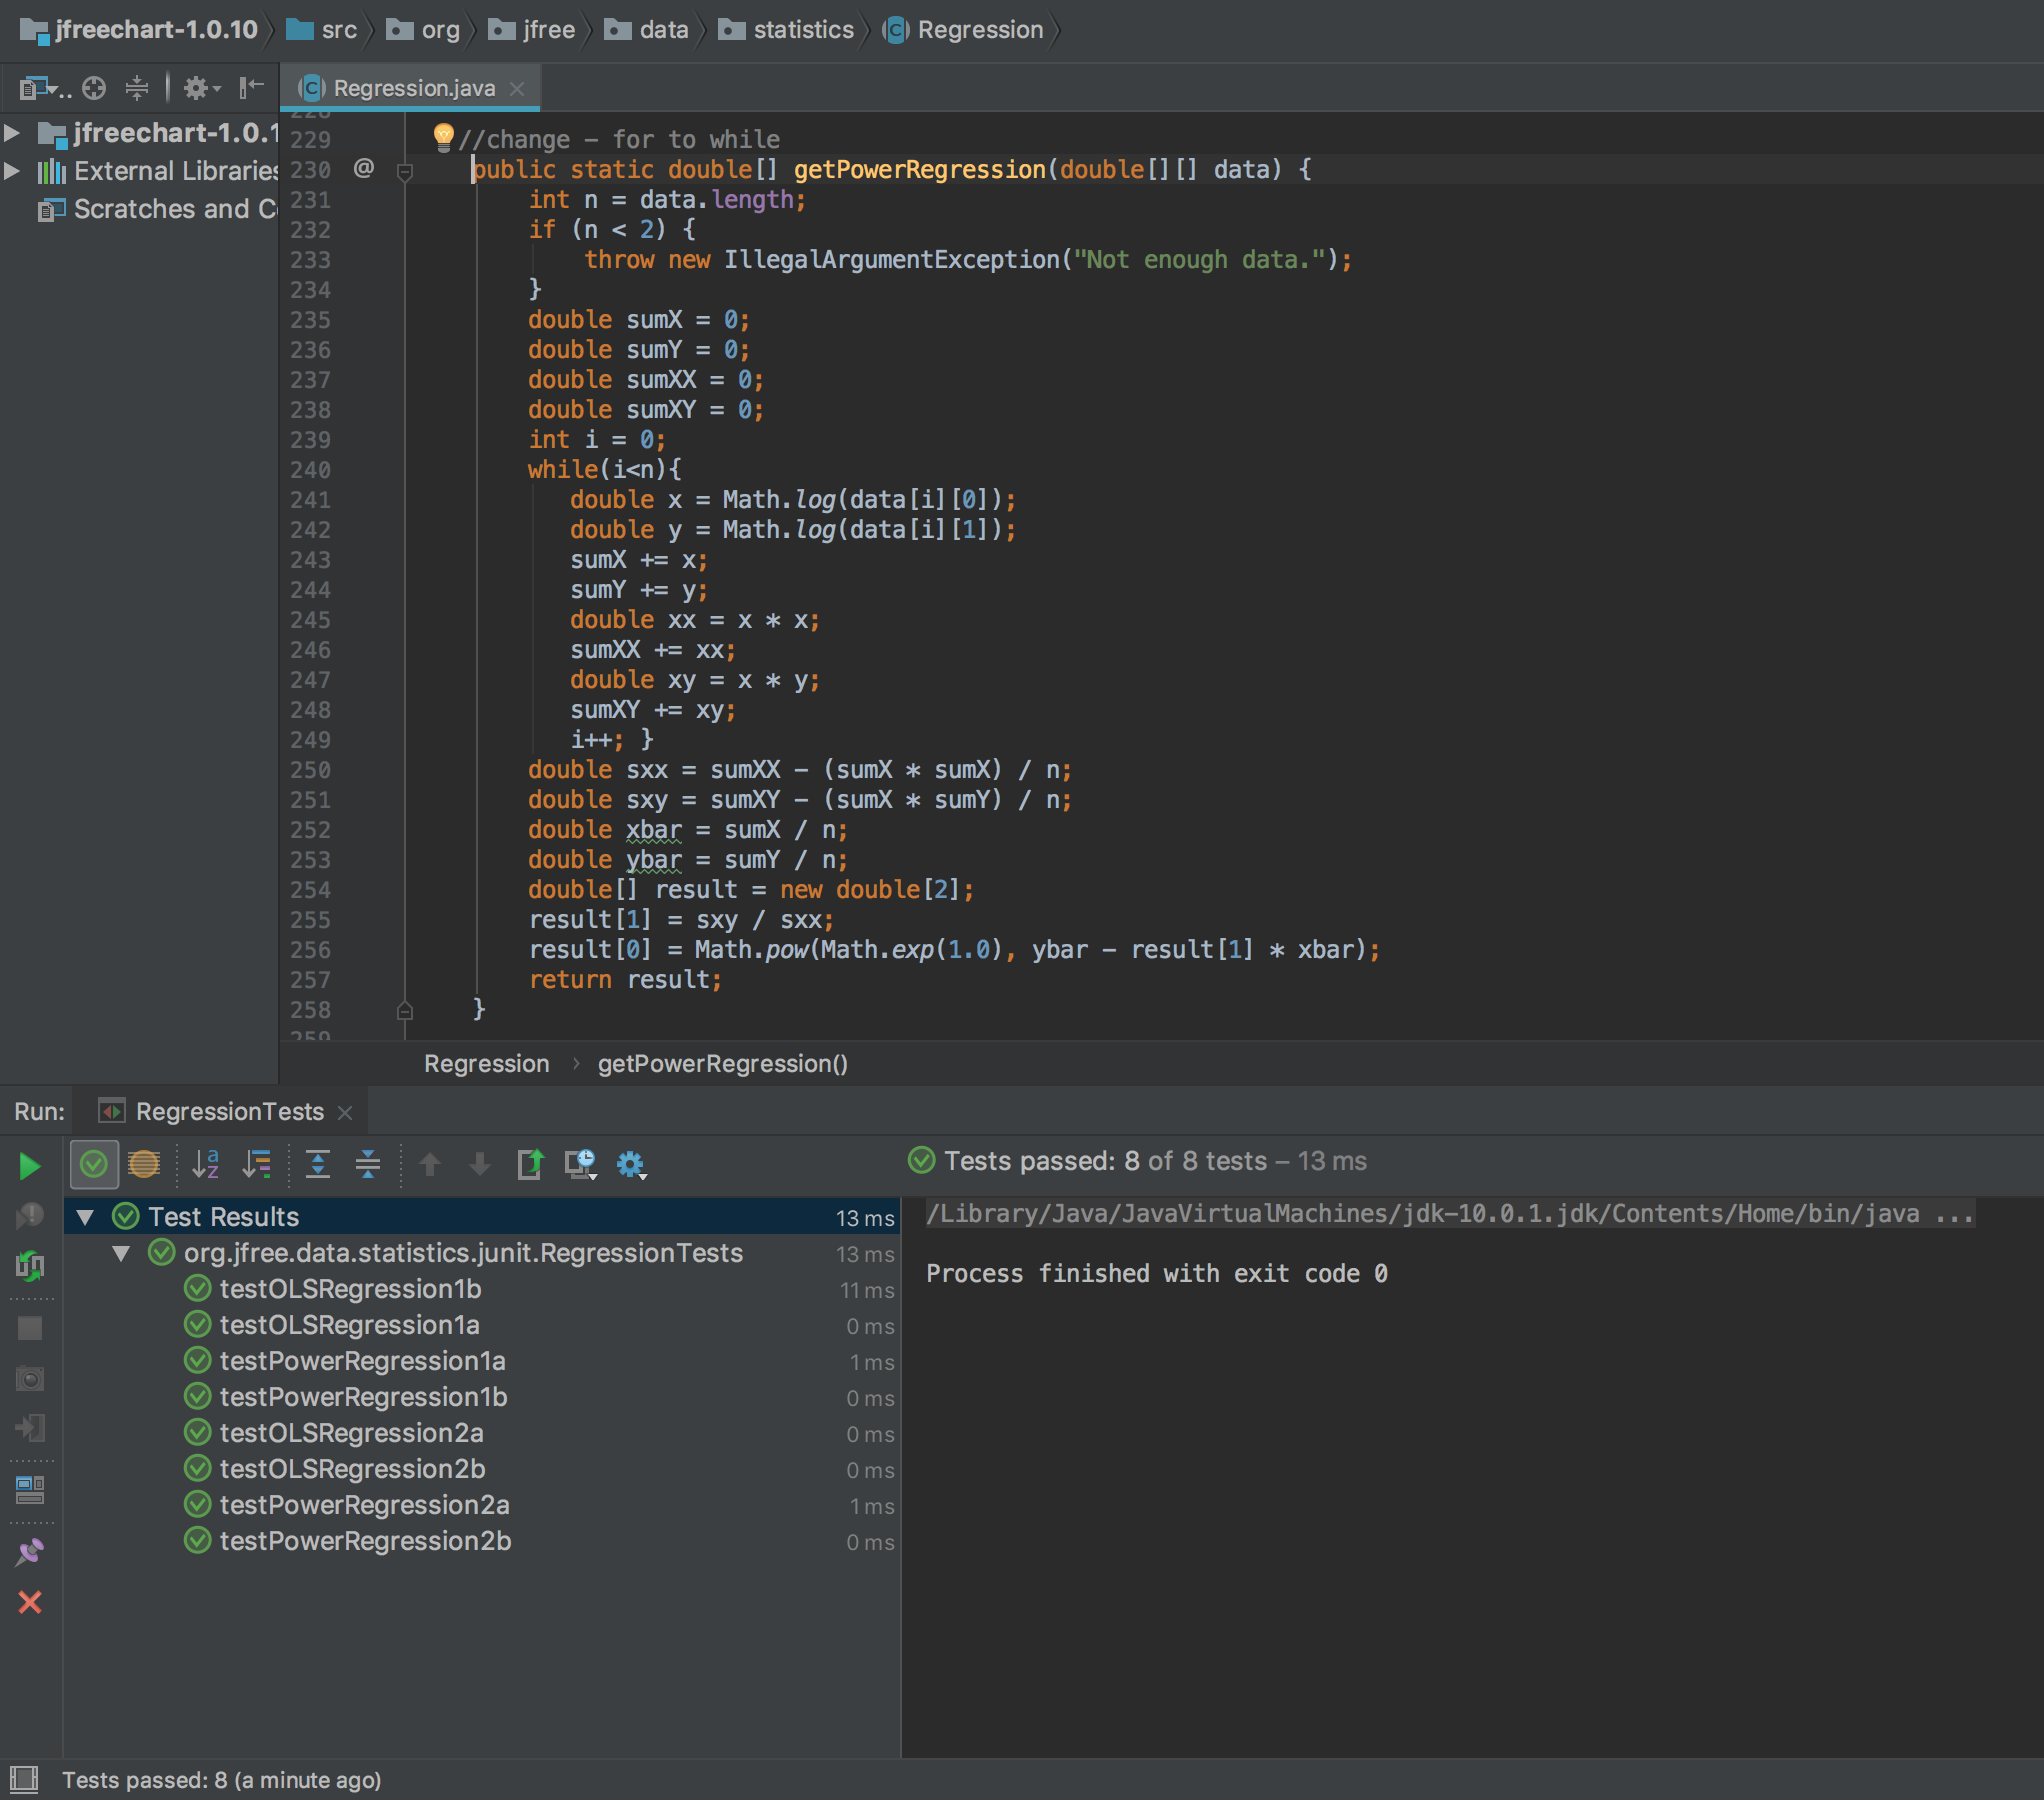 jfreechart-1.0.10 src org jfree data statistics Regression
Regression.java
jfreechart-1.0.1
External Libraries
Scratches and C
229 //change - for to while
230 @ public static double[] getPowerRegression(double[][] data) {
231 int n = data.length;
232 if (n < 2) {
233 throw new IllegalArgumentException("Not enough data.");
234 }
235 double sumX = 0;
236 double sumY = 0;
237 double sumXX = 0;
238 double sumXY = 0;
239 int i = 0;
240 while(i<n){
241 double x = Math.log(data[i][0]);
242 double y = Math.log(data[i][1]);
243 sumX += x;
244 sumY += y;
245 double xx = x * x;
246 sumXX += xx;
247 double xy = x * y;
248 sumXY += xy;
249 i++; }
250 double sxx = sumXX - (sumX * sumX) / n;
251 double sxy = sumXY - (sumX * sumY) / n;
252 double xbar = sumX / n;
253 double ybar = sumY / n;
254 double[] result = new double[2];
255 result[1] = sxy / sxx;
256 result[0] = Math.pow(Math.exp(1.0), ybar - result[1] * xbar);
257 return result;
258 }
259
Regression › getPowerRegression()
Run: RegressionTests
Tests passed: 8 of 8 tests – 13 ms
Test Results 13 ms
org.jfree.data.statistics.junit.RegressionTests 13 ms
testOLSRegression1b 11 ms
testOLSRegression1a 0 ms
testPowerRegression1a 1 ms
testPowerRegression1b 0 ms
testOLSRegression2a 0 ms
testOLSRegression2b 0 ms
testPowerRegression2a 1 ms
testPowerRegression2b 0 ms
/Library/Java/JavaVirtualMachines/jdk-10.0.1.jdk/Contents/Home/bin/java ...
Process finished with exit code 0
Tests passed: 8 (a minute ago)